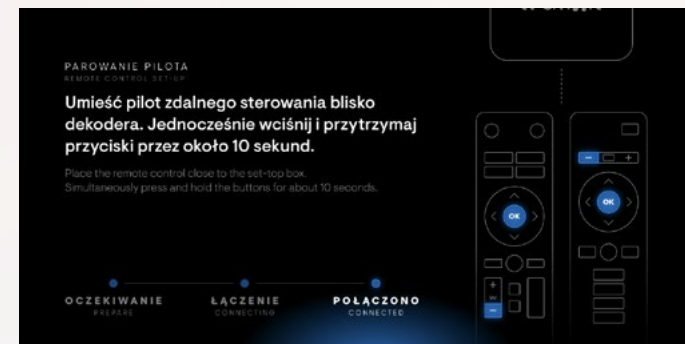 PAROWANIE PILOTA
REMOTE CONTROL SET-UP
Umieść pilot zdalnego sterowania blisko
dekodera. Jednocześnie wciśnij i przytrzymaj
przyciski przez około 10 sekund.
Place the remote control close to the set-top box.
Simultaneously press and hold the buttons for about 10 seconds.
OK
OK
OCZEKIWANIE
PREPARE
ŁĄCZENIE
CONNECTING
POŁĄCZONO
CONNECTED